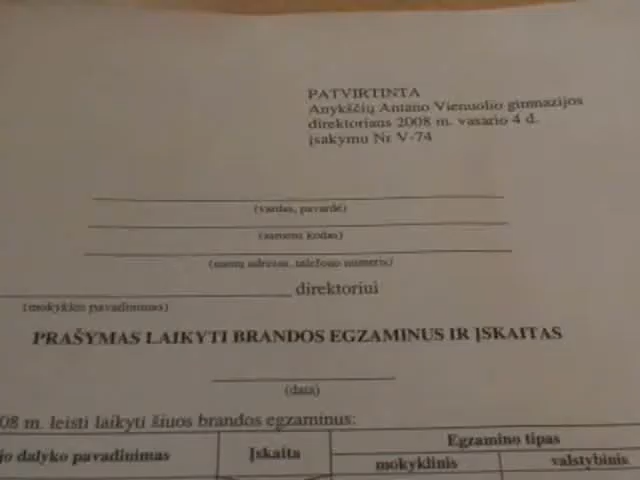 PATVIRTINTA
Anykščių Antano Vienuolio gimnazijos
direktoriaus 2008 m. vasario 4 d.
įsakymu Nr V-74
(vardas, pavardė)
(asmens kodas)
(namų adresas, telefono numeris)
direktoriui
(mokyklos pavadinimas)
PRAŠYMAS LAIKYTI BRANDOS EGZAMINUS IR ĮSKAITAS
(data)
08 m. leisti laikyti šiuos brandos egzaminus:
jo dalyko pavadinimas
Įskaita
Egzamino tipas
mokyklinis
valstybinis